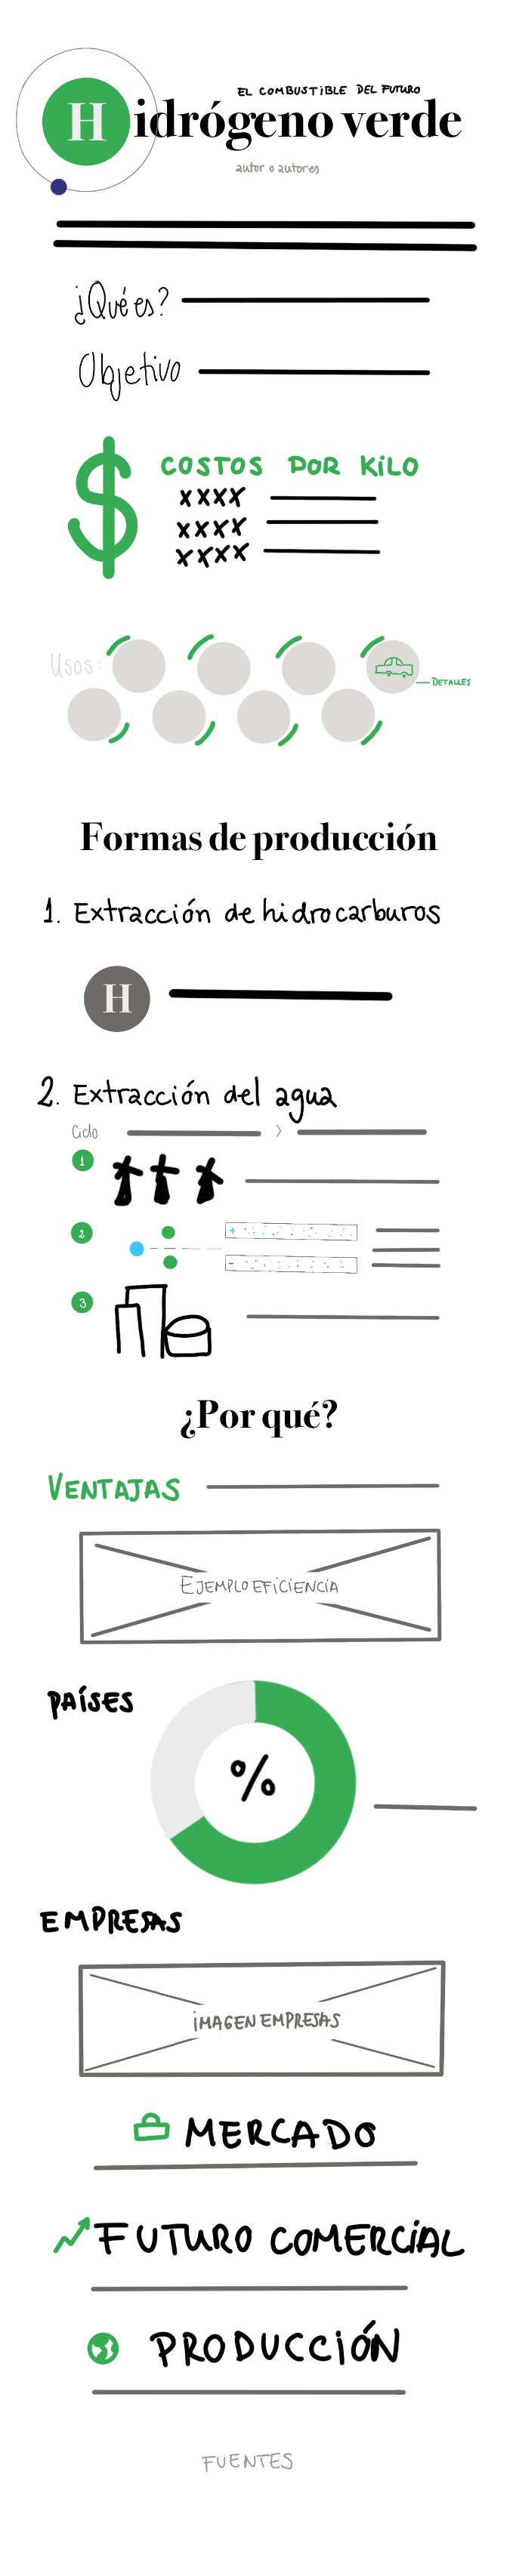 EL COMBUSTIBLE DEL FUTURO
Hidrógeno verde
autor o autores
¿Qué es?
Objetivo
$
COSTOS POR KILO
XXXX
XXXX
XXXX
Usos:
DETALLES
Formas de producción
1. Extracción de hidrocarburos
H
2. Extracción del agua
Ciclo >
1
2
+
-
3
¿Por qué?
VENTAJAS
EJEMPLO EFICIENCIA
PAÍSES
%
EMPRESAS
IMAGEN EMPRESAS
MERCADO
FUTURO COMERCIAL
PRODUCCIÓN
FUENTES